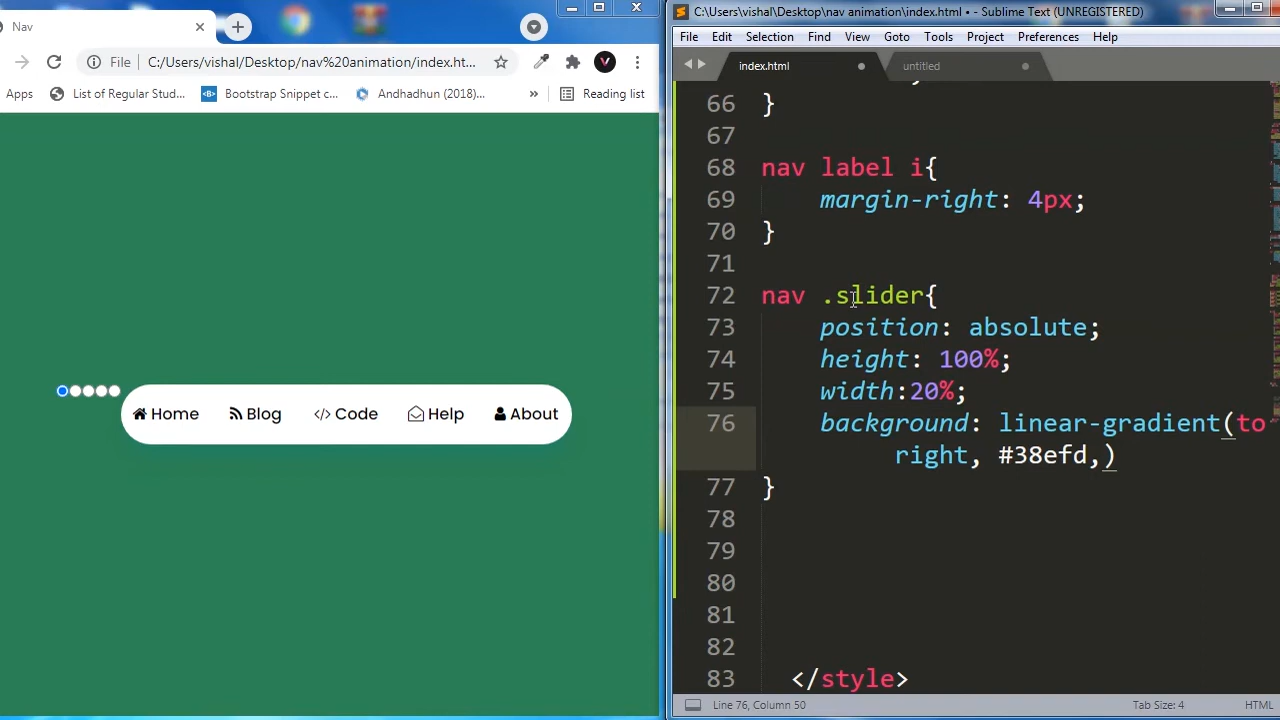 Nav
File C:/Users/vishal/Desktop/nav%20animation/index.ht...
Apps List of Regular Stud... Bootstrap Snippet c... Andhadhun (2018)... » Reading list
Home Blog Code Help About
C:\Users\vishal\Desktop\nav animation\index.html • - Sublime Text (UNREGISTERED)
File Edit Selection Find View Goto Tools Project Preferences Help
index.html untitled
66 }
67
68 nav label i{
69 margin-right: 4px;
70 }
71
72 nav .slider{
73 position: absolute;
74 height: 100%;
75 width:20%;
76 background: linear-gradient(to
right, #38efd,)
77 }
78
79
80
81
82
83 </style>
Line 76, Column 50 Tab Size: 4 HTML